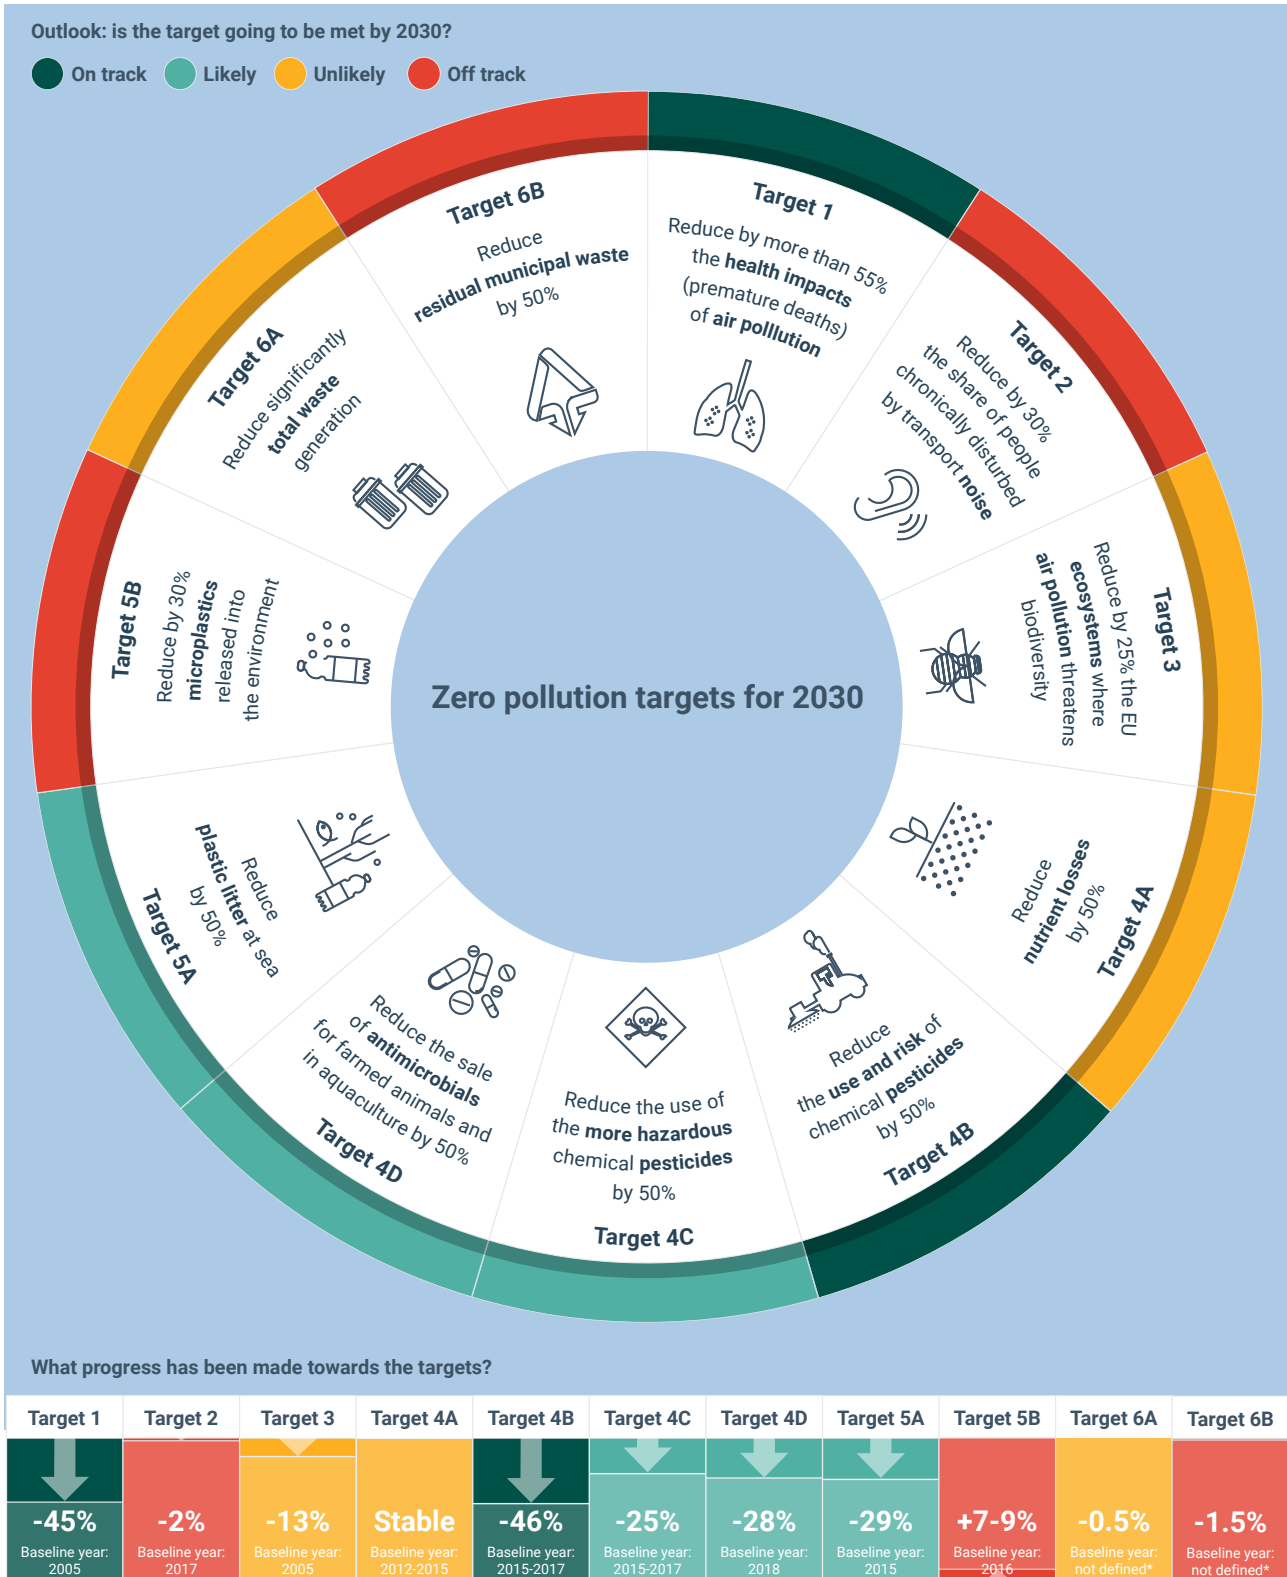 Outlook: is the target going to be met by 2030?
On track
Likely
Unlikely
Off track
Target 1
Reduce by more than 55%
the health impacts
(premature deaths)
of air polllution
Target 2
Reduce by 30%
the share of people
chronically disturbed
by transport noise
Target 3
Reduce by 25% the EU
ecosystems where
air pollution threatens
biodiversity
Target 4A
Reduce
nutrient losses
by 50%
Target 4B
Reduce
the use and risk of
chemical pesticides
by 50%
Target 4C
Reduce the use of
the more hazardous
chemical pesticides
by 50%
Target 4D
Reduce the sale
of antimicrobials
for farmed animals and
in aquaculture by 50%
Target 5A
Reduce
plastic litter at sea
by 50%
Target 5B
Reduce by 30%
microplastics
released into
the environment
Target 6A
Reduce significantly
total waste
generation
Target 6B
Reduce
residual municipal waste
by 50%
Zero pollution targets for 2030
What progress has been made towards the targets?
Target 1
-45%
Baseline year:
2005
Target 2
-2%
Baseline year:
2017
Target 3
-13%
Baseline year:
2005
Target 4A
Stable
Baseline year:
2012-2015
Target 4B
-46%
Baseline year:
2015-2017
Target 4C
-25%
Baseline year:
2015-2017
Target 4D
-28%
Baseline year:
2018
Target 5A
-29%
Baseline year:
2015
Target 5B
+7-9%
Baseline year:
2016
Target 6A
-0.5%
Baseline year:
not defined*
Target 6B
-1.5%
Baseline year:
not defined*